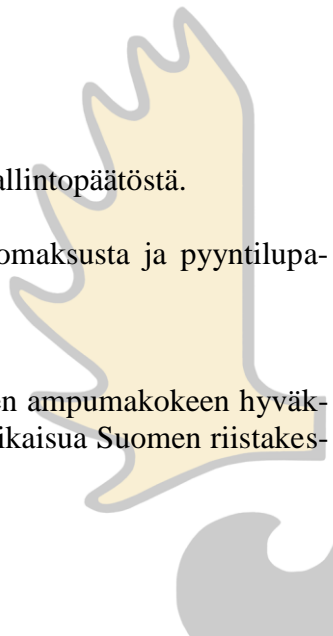 allintopäätöstä.
omaksusta ja pyyntilupa-
en ampumakokeen hyväk-
ikaisua Suomen riistakes-